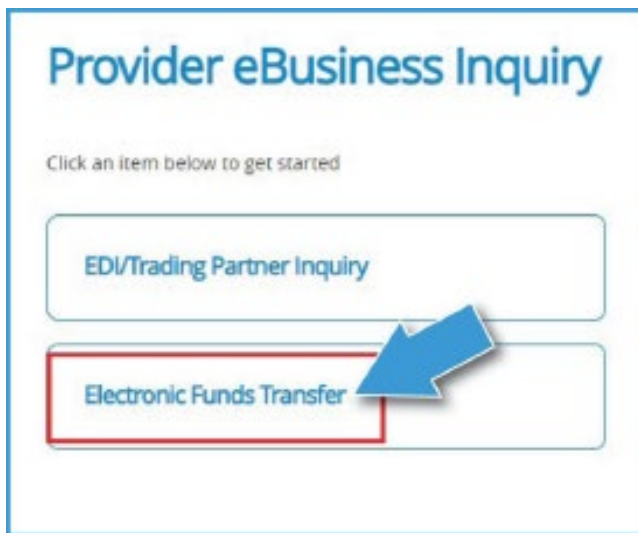 Provider eBusiness Inquiry
Click an item below to get started
EDI/Trading Partner Inquiry
Electronic Funds Transfer